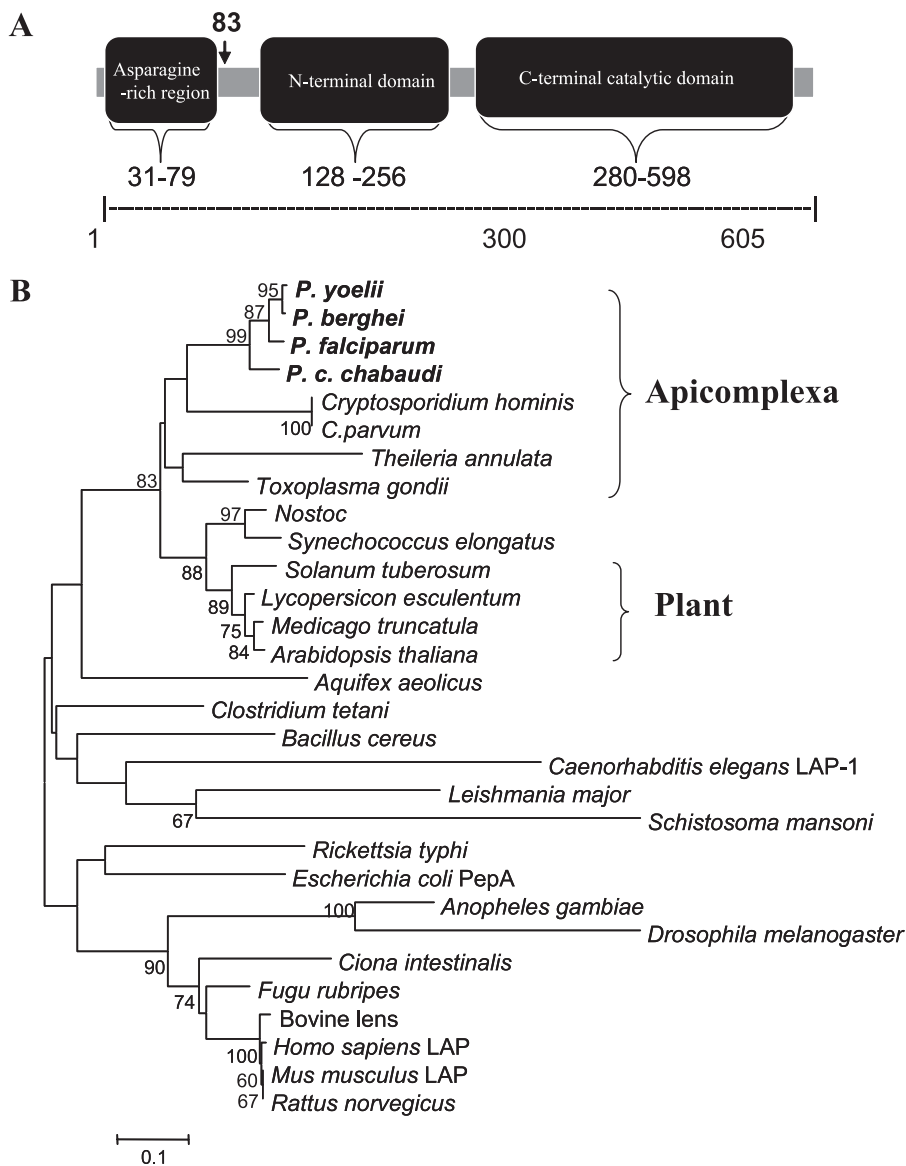 A
83
Asparagine
-rich region
N-terminal domain
C-terminal catalytic domain
31-79
128 -256
280-598
1
300
605
B
95
P. yoelii
87
P. berghei
99
P. falciparum
P. c. chabaudi
Apicomplexa
Cryptosporidium hominis
100
C.parvum
Theileria annulata
83
Toxoplasma gondii
97
Nostoc
Synechococcus elongatus
88
Solanum tuberosum
89
Lycopersicon esculentum
Plant
75
Medicago truncatula
84
Arabidopsis thaliana
Aquifex aeolicus
Clostridium tetani
Bacillus cereus
Caenorhabditis elegans LAP-1
Leishmania major
67
Schistosoma mansoni
Rickettsia typhi
Escherichia coli PepA
100
Anopheles gambiae
Drosophila melanogaster
90
Ciona intestinalis
74
Fugu rubripes
Bovine lens
100
Homo sapiens LAP
60
Mus musculus LAP
67
Rattus norvegicus
0.1